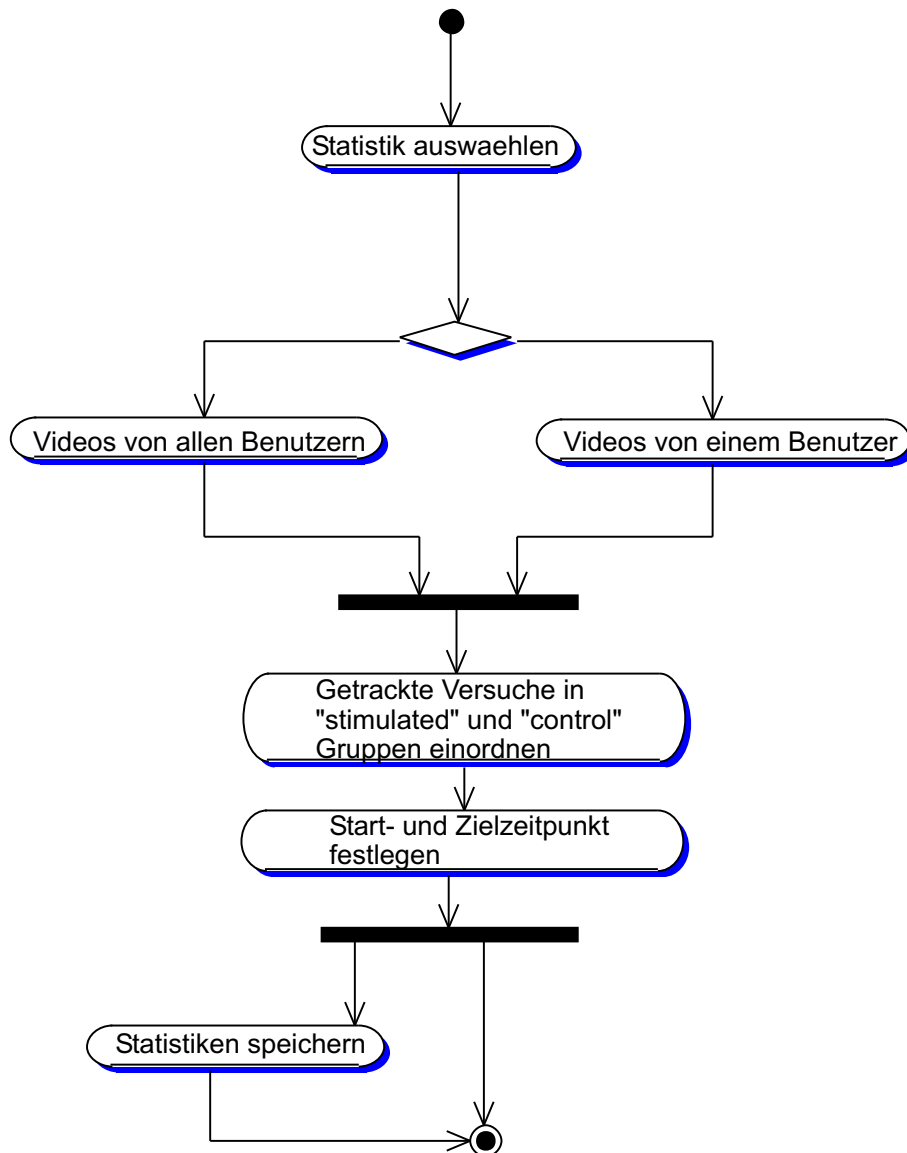 Statistik auswaehlen
Videos von allen Benutzern
Videos von einem Benutzer
Getrackte Versuche in
"stimulated" und "control"
Gruppen einordnen
Start- und Zielzeitpunkt
festlegen
Statistiken speichern